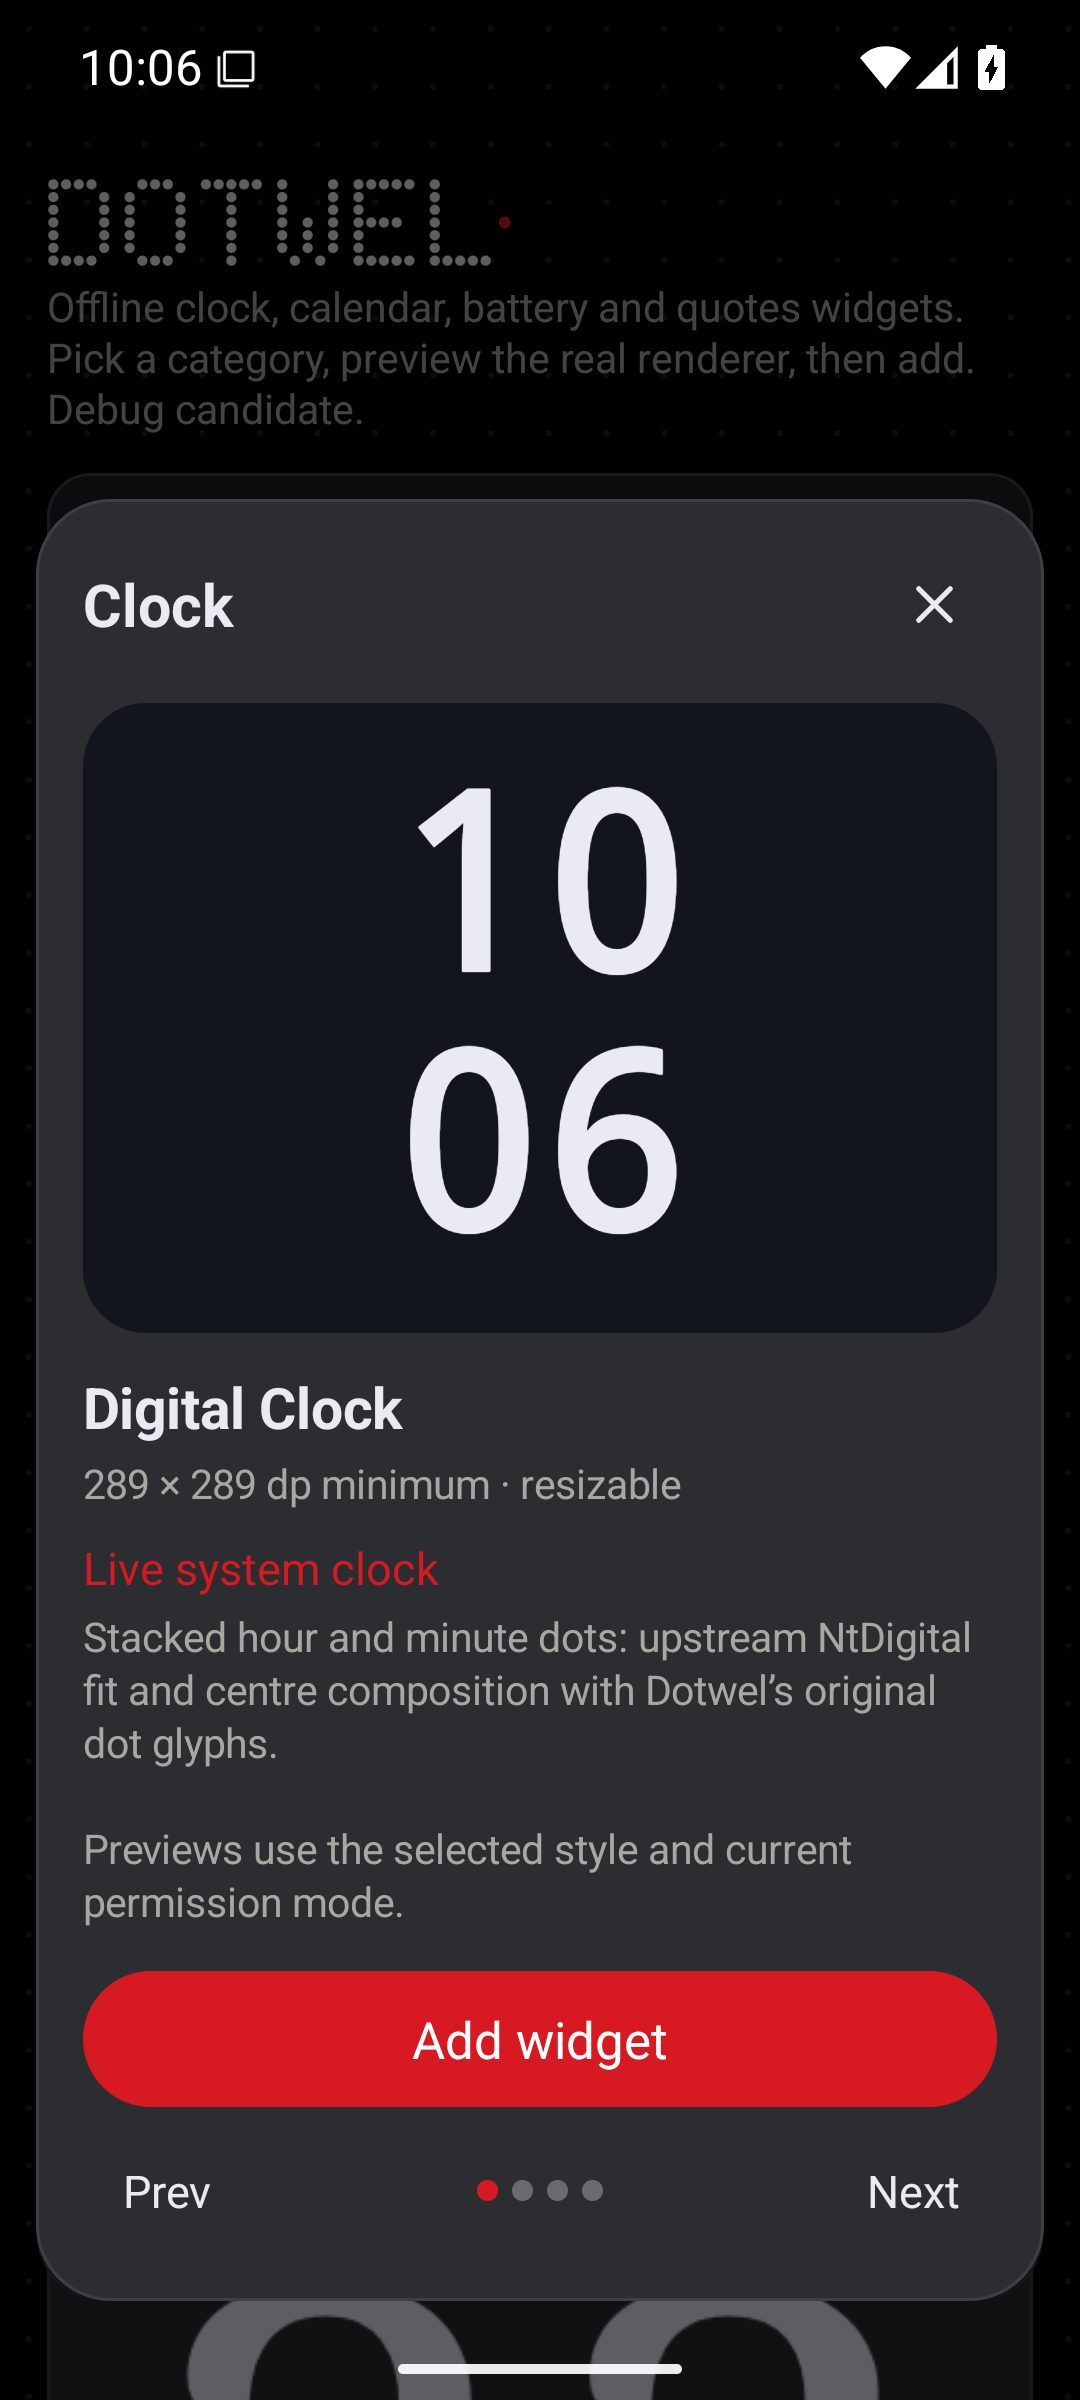 10:06
DOTWEL
Offline clock, calendar, battery and quotes widgets.
Pick a category, preview the real renderer, then add.
Debug candidate.
Clock
10
06
Digital Clock
289 × 289 dp minimum · resizable
Live system clock
Stacked hour and minute dots: upstream NtDigital
fit and centre composition with Dotwel’s original
dot glyphs.
Previews use the selected style and current
permission mode.
Add widget
Prev
Next